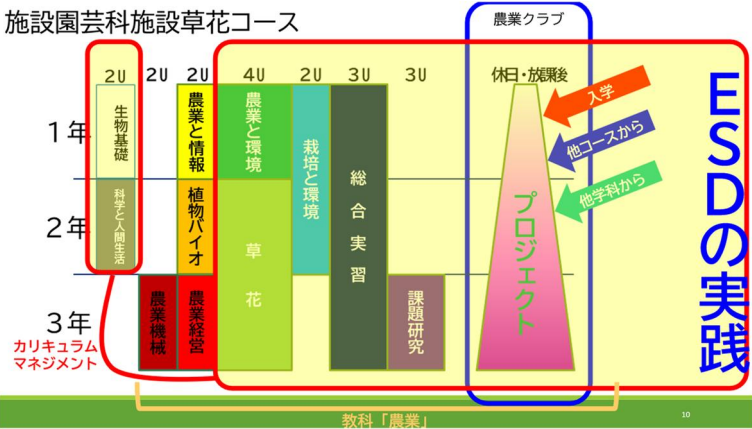 施設園芸科施設草花コース
農業クラブ
2U
2U
2U
4U
2U
3U
3U
休日・放課後
1年
2年
3年
生物基礎
科学と人間生活
農業機械
農業と情報
植物バイオ
農業経営
農業と環境
草花
栽培と環境
総合実習
課題研究
プロジェクト
入学
他コースから
他学科から
ESDの実践
カリキュラム
マネジメント
教科「農業」
10